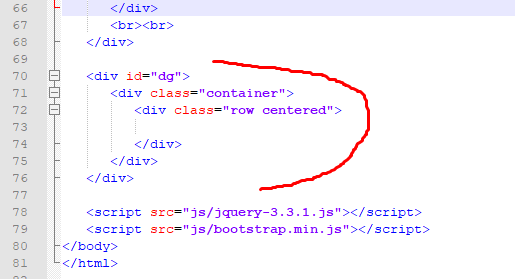 66 </div>
67 <br><br>
68 </div>
69
70 <div id="dg">
71 <div class="container">
72 <div class="row centered">
73
74 </div>
75 </div>
76 </div>
77
78 <script src="js/jquery-3.3.1.js"></script>
79 <script src="js/bootstrap.min.js"></script>
80 </body>
81 </html>